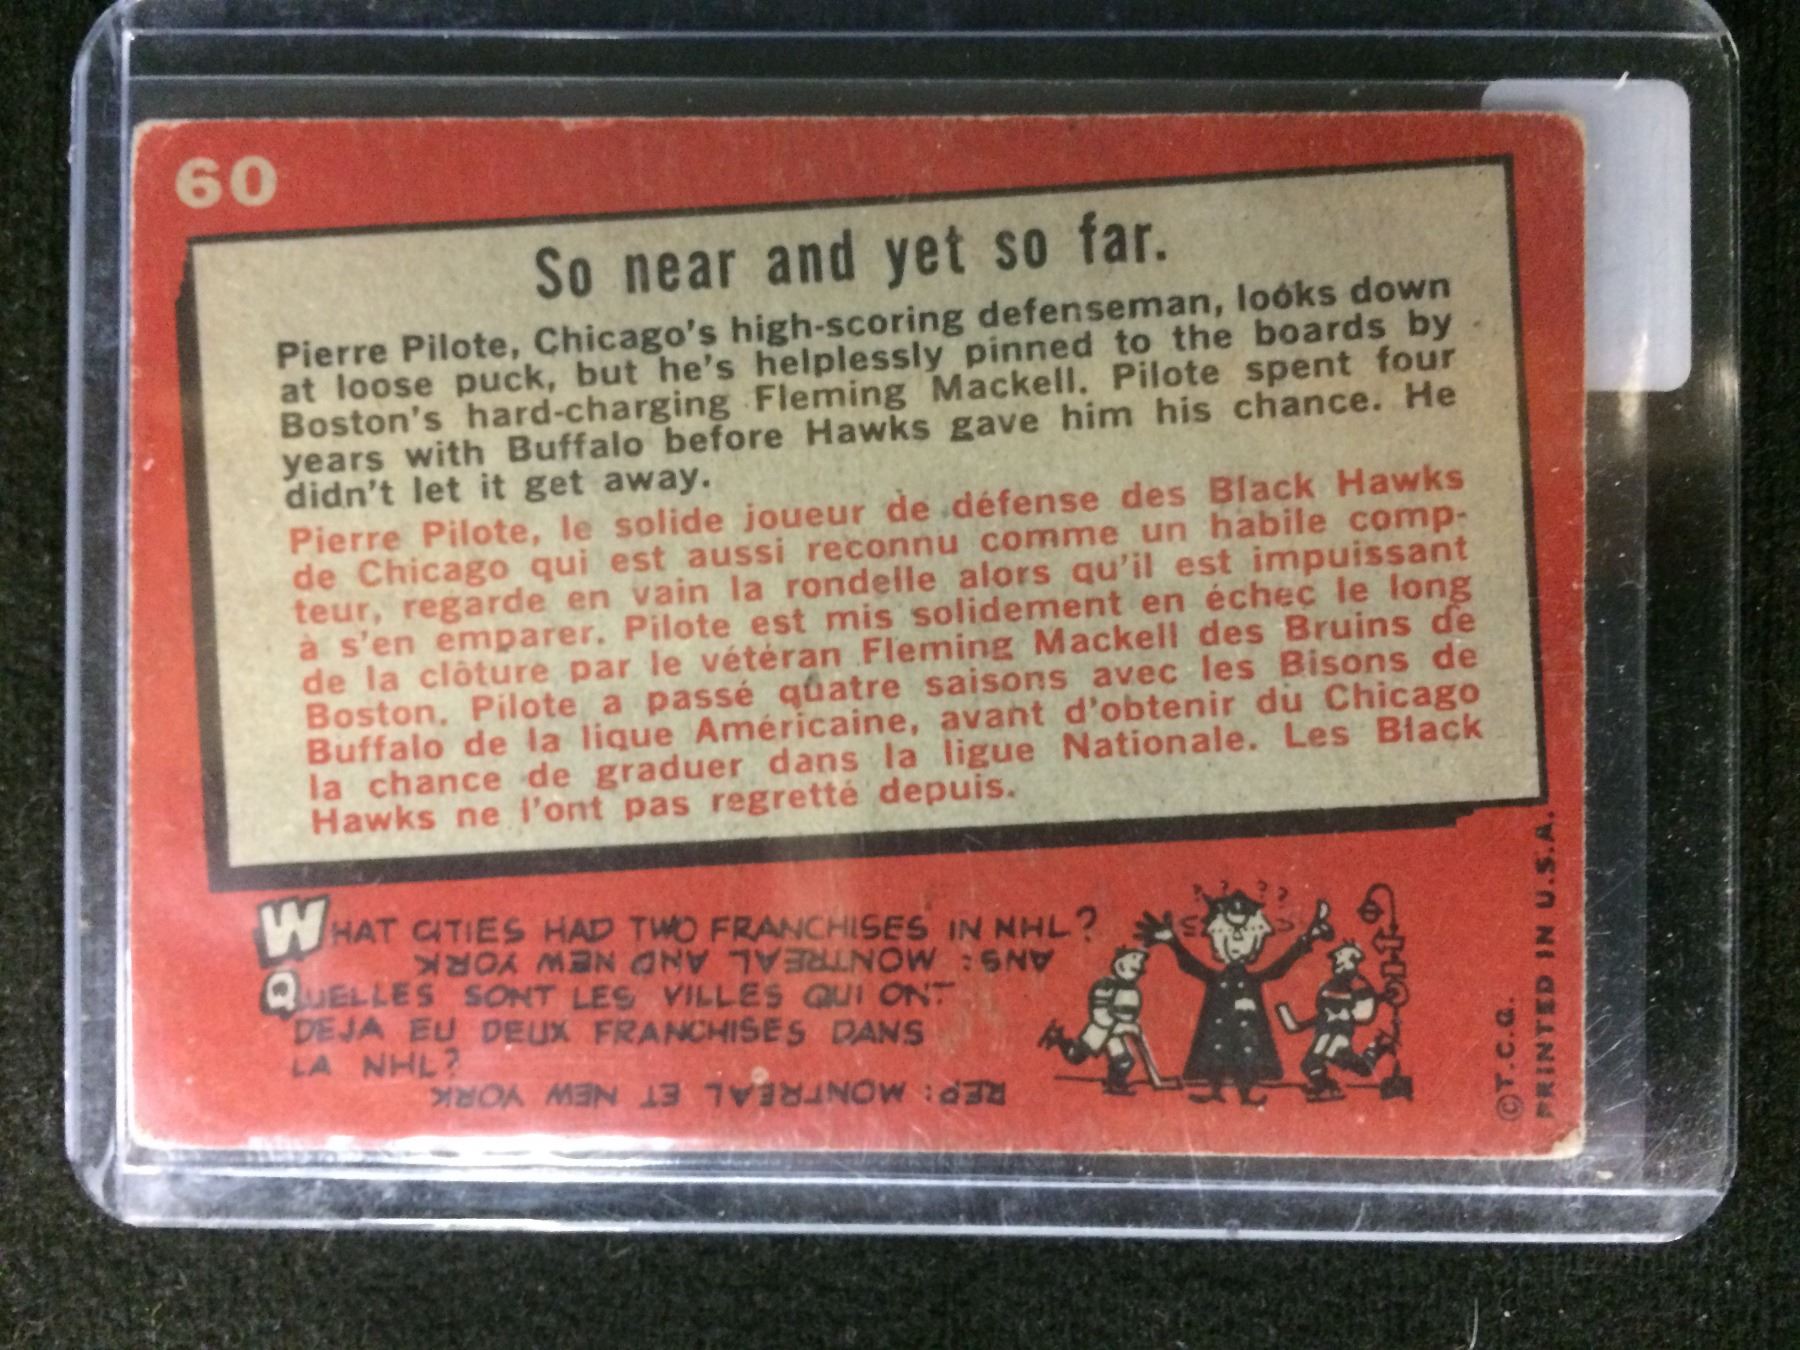 60
So near and yet so far.
Pierre Pilote, Chicago's high-scoring defenseman, looks down
at loose puck, but he's helplessly pinned to the boards by
Boston's hard-charging Fleming Mackell. Pilote spent four
years with Buffalo before Hawks gave him his chance. He
didn't let it get away.
Pierre Pilote, le solide joueur de défense des Black Hawks
de Chicago qui est aussi reconnu comme un habile comp-
teur, regarde en vain la rondelle alors qu'il est impuissant
à s'en emparer. Pilote est mis solidement en échec le long
de la clôture par le vétéran Fleming Mackell des Bruins de
Boston. Pilote a passé quatre saisons avec les Bisons de
Buffalo de la lique Américaine, avant d'obtenir du Chicago
la chance de graduer dans la ligue Nationale. Les Black
Hawks ne l'ont pas regretté depuis.
WHAT CITIES HAD TWO FRANCHISES IN NHL?
ANS: MONTREAL AND NEW YORK
QUELLES SONT LES VILLES QUI ONT
DEJA EU DEUX FRANCHISES DANS
LA NHL?
REP: MONTREAL ET NEW YORK
? ? ? ?
©T.C.G.
PRINTED IN U.S.A.